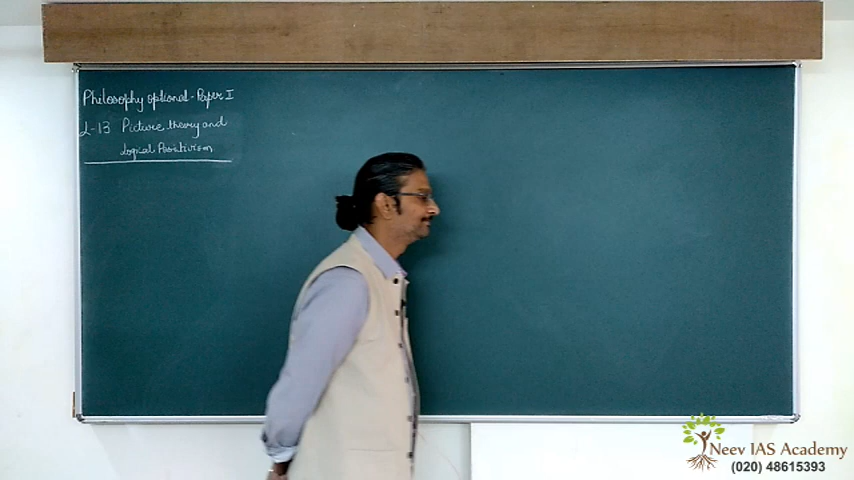 Philosophy optional - Paper I
L-13 Picture theory and
Logical Positivism
Neev IAS Academy
(020) 48615393